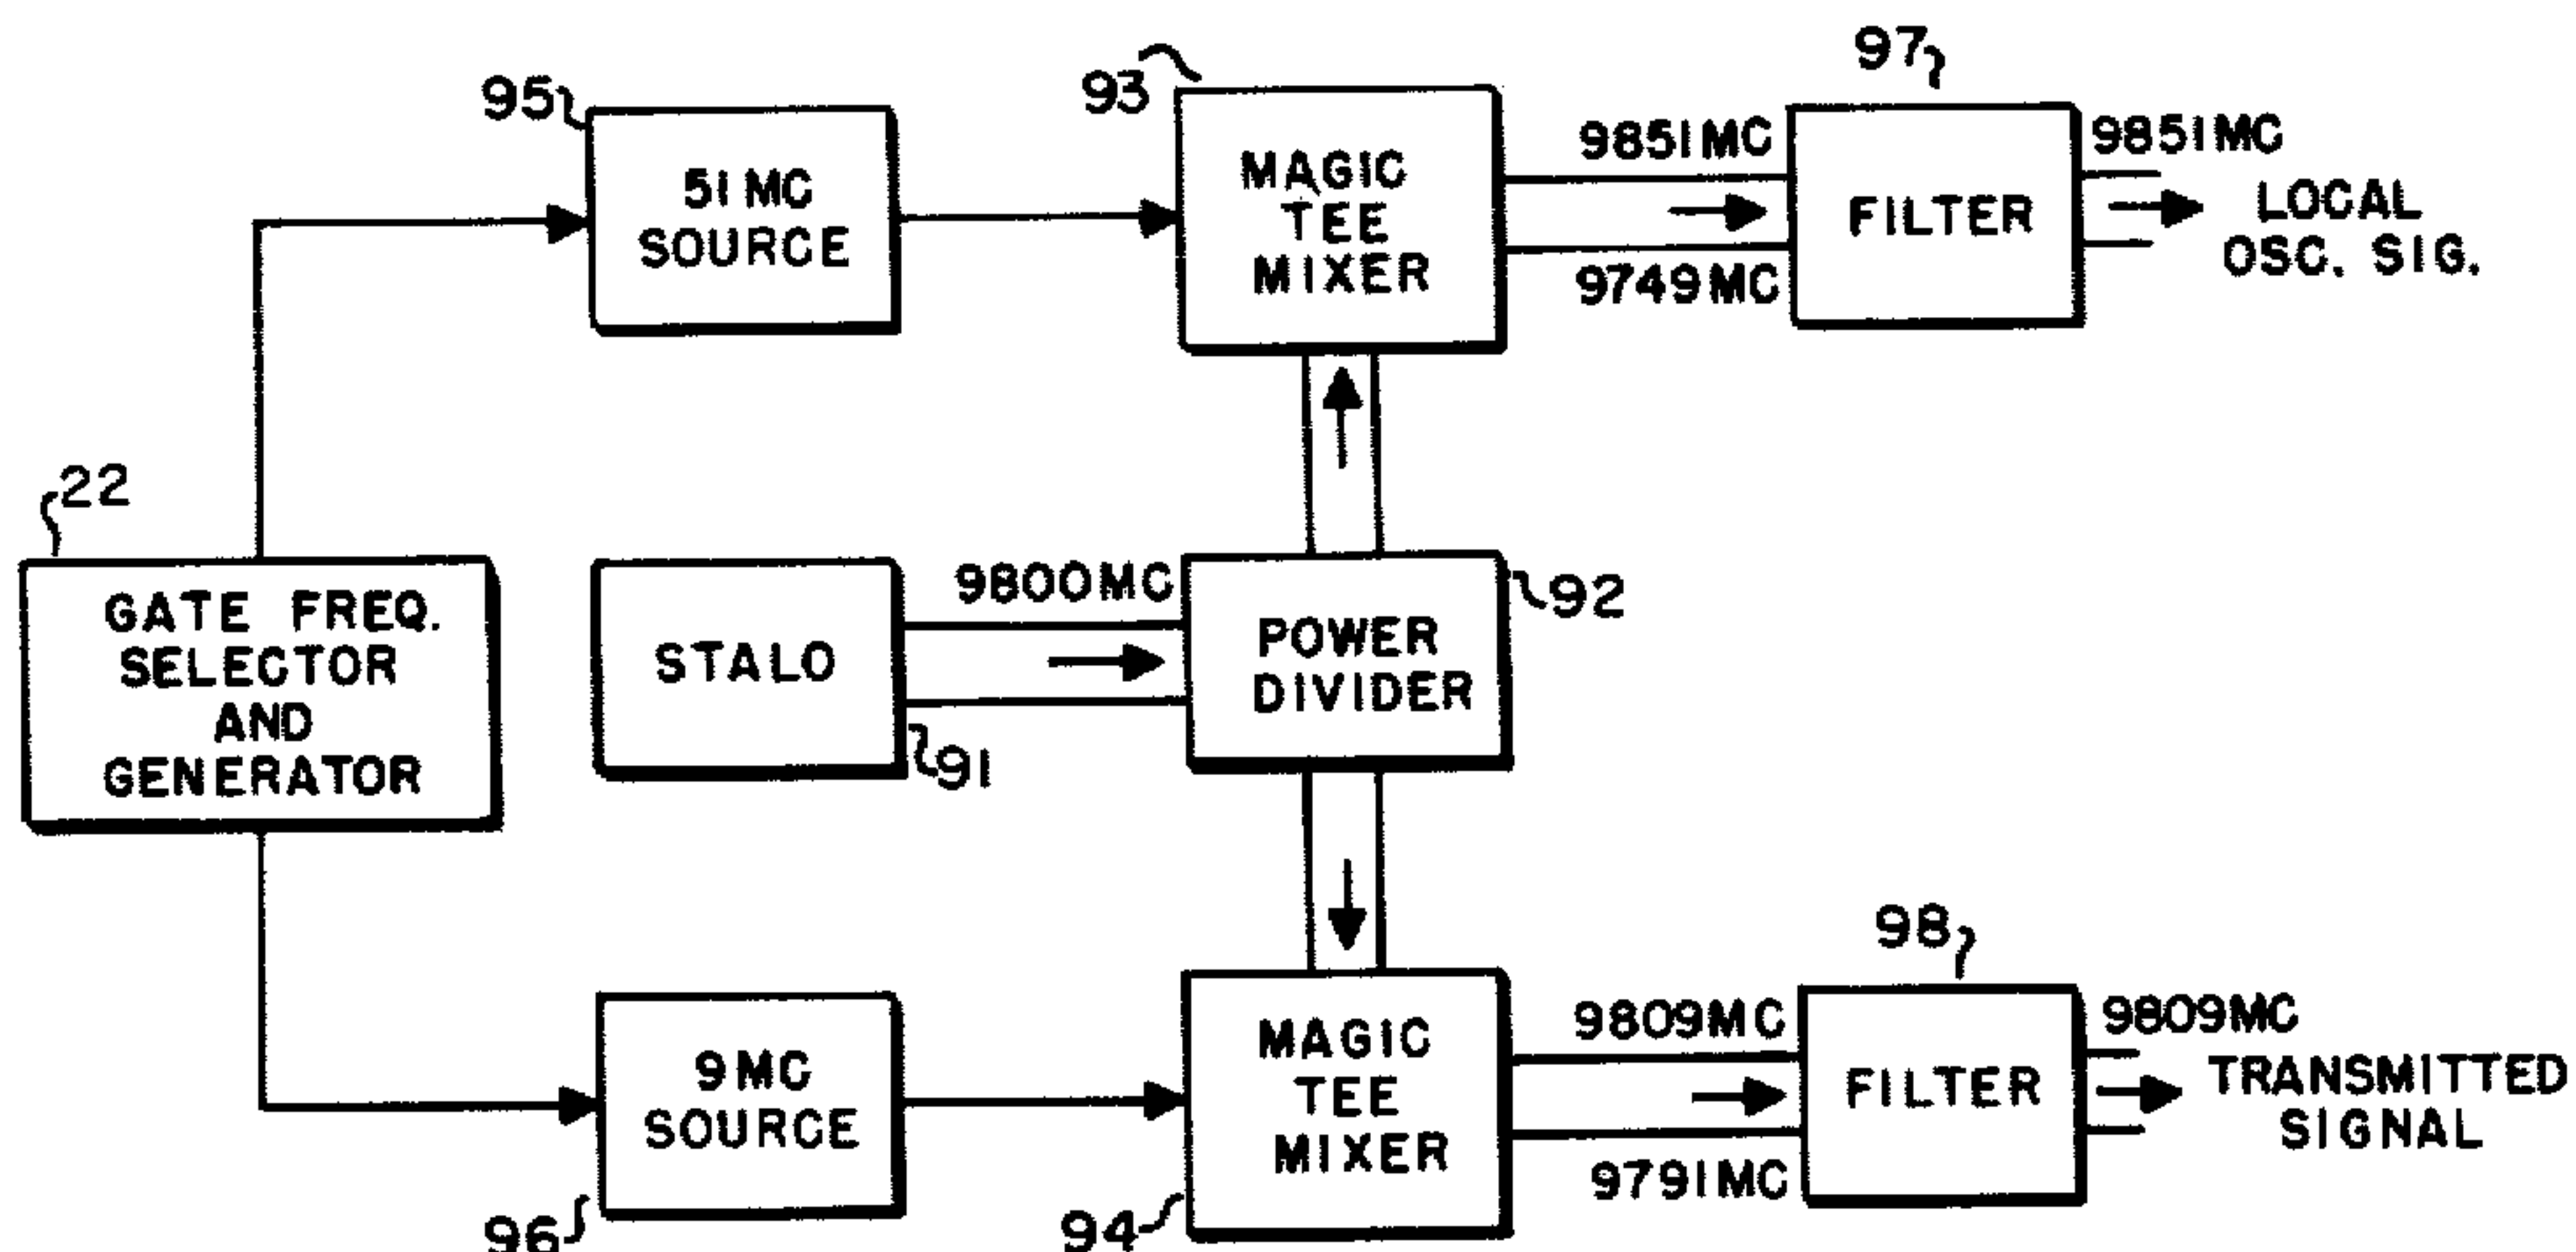 95
51 MC
SOURCE
93
MAGIC
TEE
MIXER
9851MC
9749MC
97
FILTER
9851MC
LOCAL
OSC. SIG.
22
GATE FREQ.
SELECTOR
AND
GENERATOR
STALO
91
9800MC
POWER
DIVIDER
92
9MC
SOURCE
96
MAGIC
TEE
MIXER
94
9809MC
9791MC
98
FILTER
9809MC
TRANSMITTED
SIGNAL